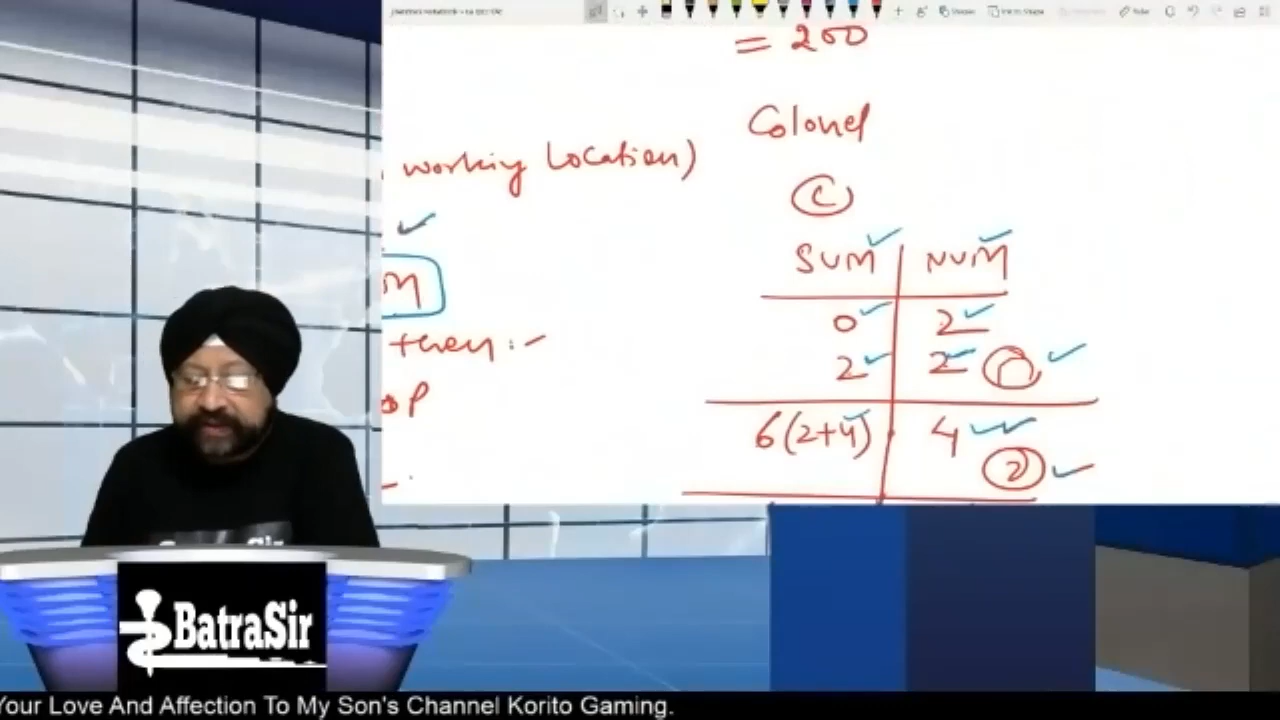 = 200
Colonel
working Location)
C
SUM NUM
0 2
then :-
2 2 1
OP
6(2+4) 4
2
BatraSir
Your Love And Affection To My Son's Channel Korito Gaming.